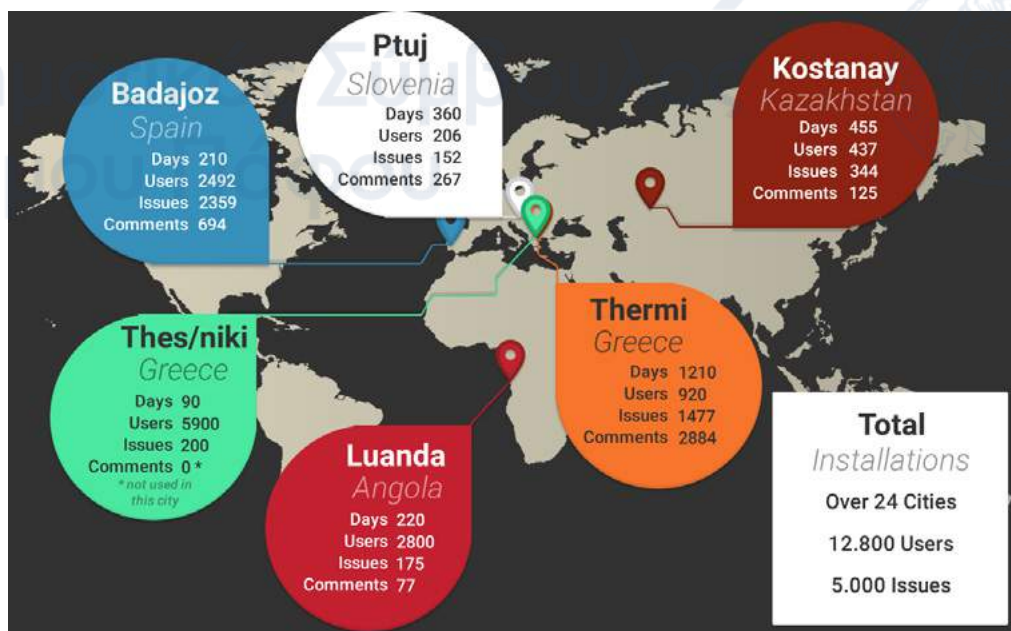 Badajoz
Spain
Days 210
Users 2492
Issues 2359
Comments 694
Ptuj
Slovenia
Days 360
Users 206
Issues 152
Comments 267
Kostanay
Kazakhstan
Days 455
Users 437
Issues 344
Comments 125
Thes/niki
Greece
Days 90
Users 5900
Issues 200
Comments 0 *
* not used in
this city
Luanda
Angola
Days 220
Users 2800
Issues 175
Comments 77
Thermi
Greece
Days 1210
Users 920
Issues 1477
Comments 2884
Total
Installations
Over 24 Cities
12.800 Users
5.000 Issues